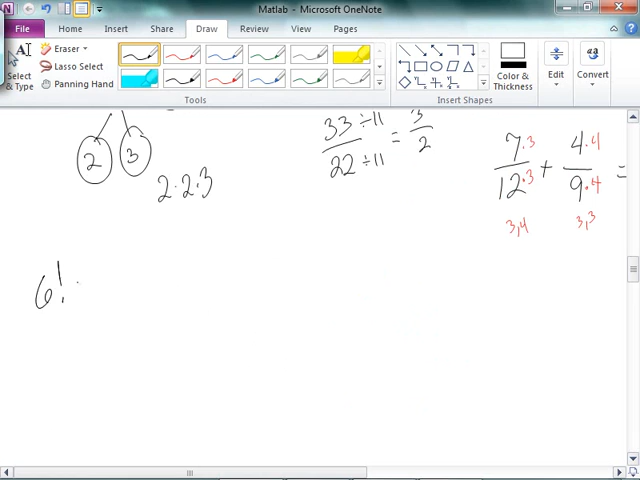 Matlab - Microsoft OneNote
File Home Insert Share Draw Review View
A
Select & Type
Eraser
Lasso Select
Panning Hand
Color & Thickness
Edit
aあ
Convert
Tools
Insert Shapes
2 3
2·2·3
33 ÷11 / 22 ÷11 = 3/2
7·3 / 12·3 + 4·4 / 9·4 =
3,4 3,3
6!